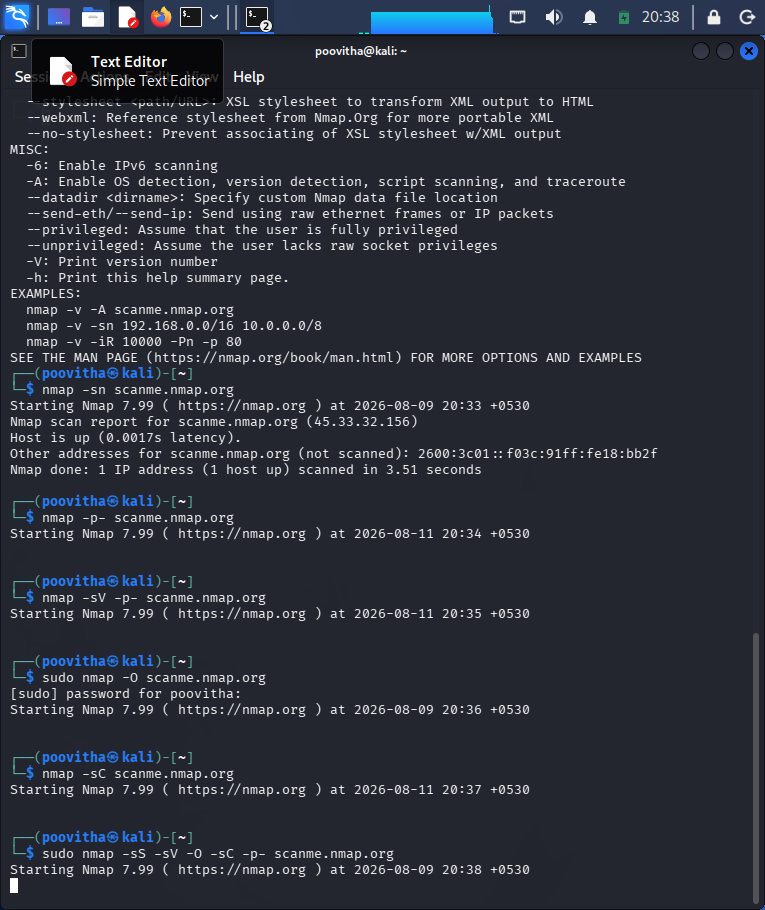 20:38
2
poovitha@kali: ~
Text Editor
Simple Text Editor
Session Actions Edit View Help
--stylesheet <path/URL>: XSL stylesheet to transform XML output to HTML
--webxml: Reference stylesheet from Nmap.Org for more portable XML
--no-stylesheet: Prevent associating of XSL stylesheet w/XML output
MISC:
-6: Enable IPv6 scanning
-A: Enable OS detection, version detection, script scanning, and traceroute
--datadir <dirname>: Specify custom Nmap data file location
--send-eth/--send-ip: Send using raw ethernet frames or IP packets
--privileged: Assume that the user is fully privileged
--unprivileged: Assume the user lacks raw socket privileges
-V: Print version number
-h: Print this help summary page.
EXAMPLES:
nmap -v -A scanme.nmap.org
nmap -v -sn 192.168.0.0/16 10.0.0.0/8
nmap -v -iR 10000 -Pn -p 80
SEE THE MAN PAGE (https://nmap.org/book/man.html) FOR MORE OPTIONS AND EXAMPLES
┌──(poovitha㉿kali)-[~]
└─$ nmap -sn scanme.nmap.org
Starting Nmap 7.99 ( https://nmap.org ) at 2026-08-09 20:33 +0530
Nmap scan report for scanme.nmap.org (45.33.32.156)
Host is up (0.0017s latency).
Other addresses for scanme.nmap.org (not scanned): 2600:3c01::f03c:91ff:fe18:bb2f
Nmap done: 1 IP address (1 host up) scanned in 3.51 seconds
┌──(poovitha㉿kali)-[~]
└─$ nmap -p- scanme.nmap.org
Starting Nmap 7.99 ( https://nmap.org ) at 2026-08-11 20:34 +0530
┌──(poovitha㉿kali)-[~]
└─$ nmap -sV -p- scanme.nmap.org
Starting Nmap 7.99 ( https://nmap.org ) at 2026-08-11 20:35 +0530
┌──(poovitha㉿kali)-[~]
└─$ sudo nmap -O scanme.nmap.org
[sudo] password for poovitha:
Starting Nmap 7.99 ( https://nmap.org ) at 2026-08-09 20:36 +0530
┌──(poovitha㉿kali)-[~]
└─$ nmap -sC scanme.nmap.org
Starting Nmap 7.99 ( https://nmap.org ) at 2026-08-11 20:37 +0530
┌──(poovitha㉿kali)-[~]
└─$ sudo nmap -sS -sV -O -sC -p- scanme.nmap.org
Starting Nmap 7.99 ( https://nmap.org ) at 2026-08-09 20:38 +0530